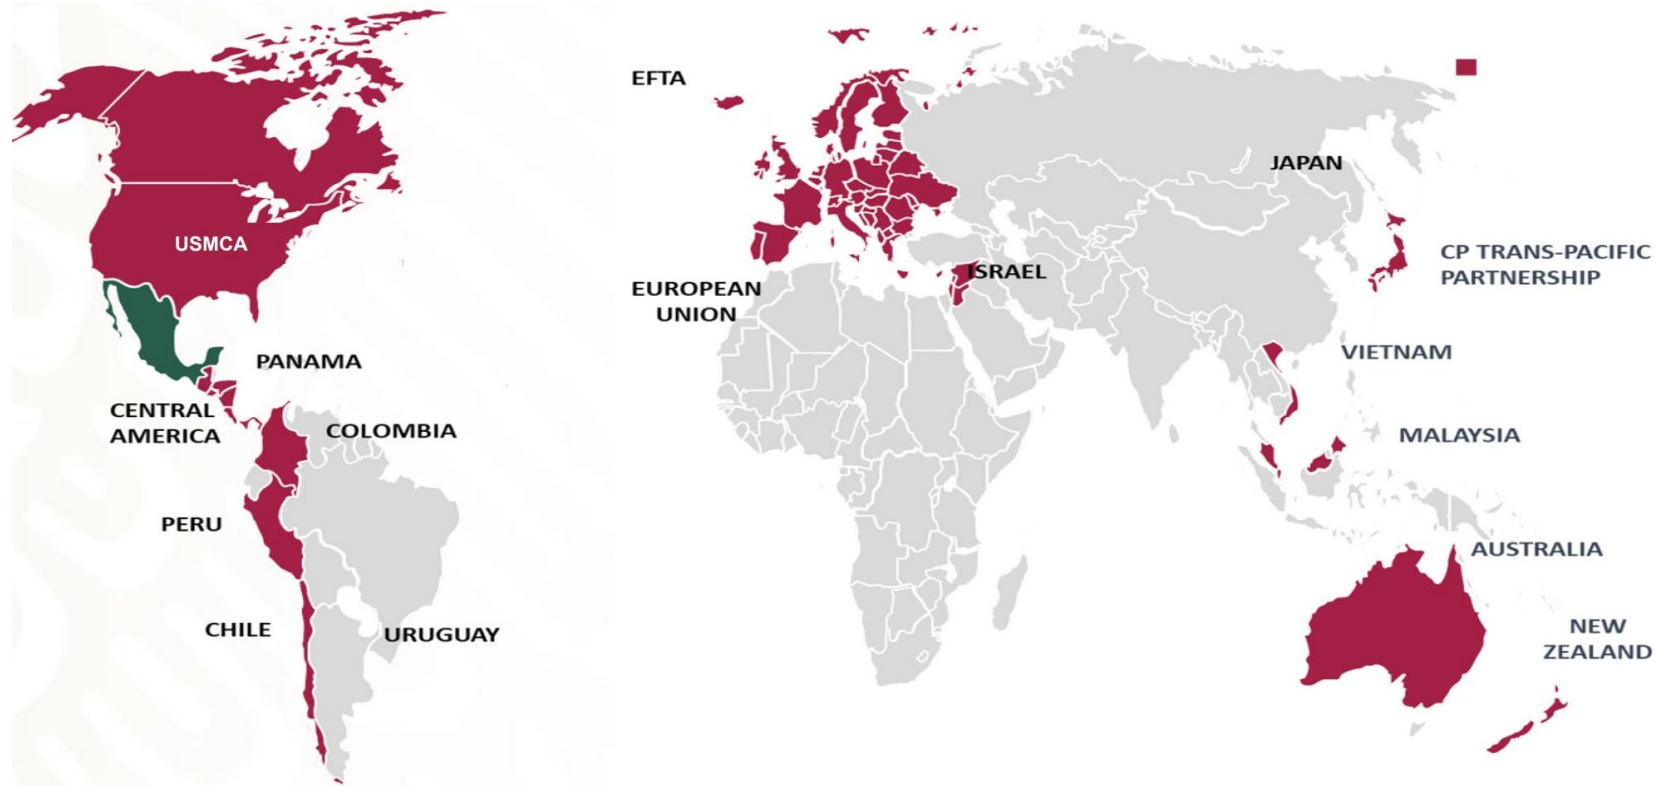 USMCA
PANAMA
CENTRAL
AMERICA
COLOMBIA
PERU
CHILE
URUGUAY
EFTA
EUROPEAN
UNION
ISRAEL
JAPAN
CP TRANS-PACIFIC
PARTNERSHIP
VIETNAM
MALAYSIA
AUSTRALIA
NEW
ZEALAND